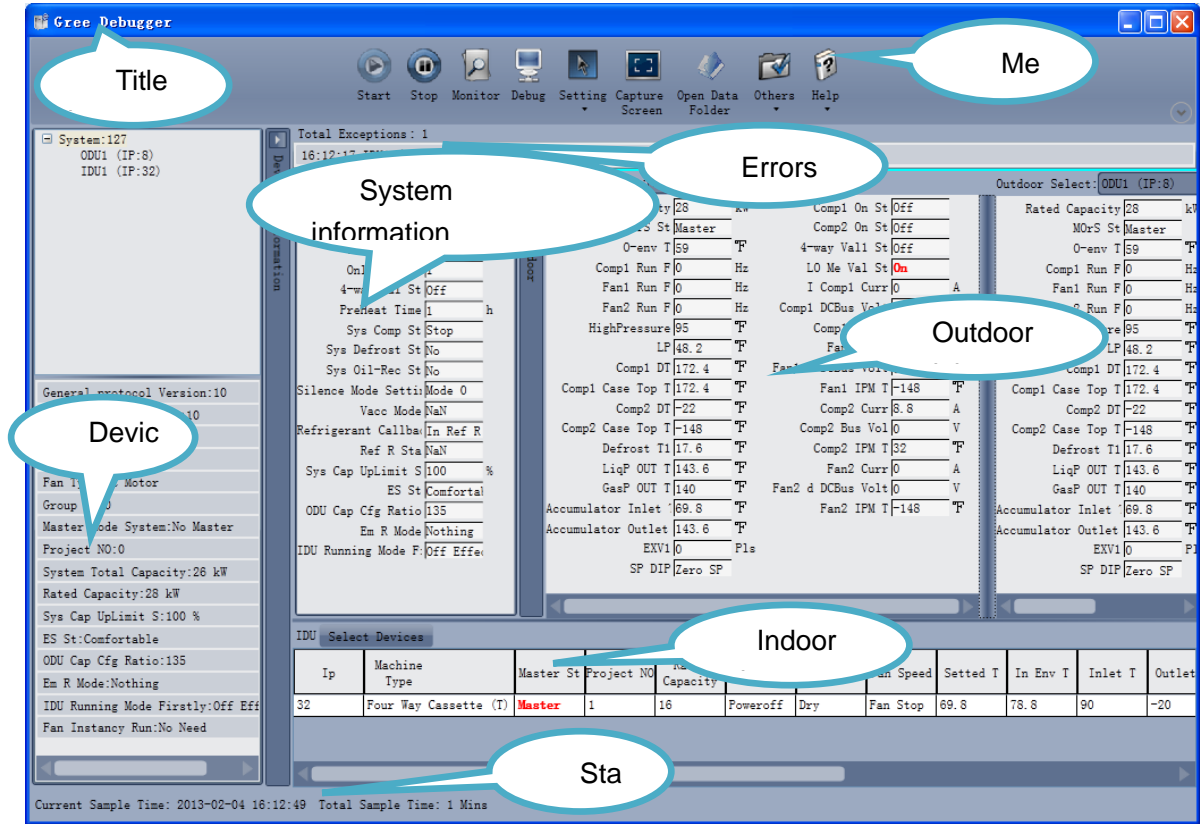 Gree Debugger
Title
Me
Start Stop Monitor Debug Setting Capture Screen Open Data Folder Others Help
System:127
ODU1 (IP:8)
IDU1 (IP:32)
Total Exceptions: 1
16:12:17
Errors
System information
Outdoor Select: ODU1 (IP:8)
4-way St Off
Preheat Time 1 h
Sys Comp St Stop
Sys Defrost St No
Sys Oil-Rec St No
Silence Mode Settin Mode 0
Vacc Mode NaN
Refrigerant Callba In Ref R
Ref R Sta NaN
Sys Cap UpLimit S 100 %
ES St Comfortal
ODU Cap Cfg Ratio 135
Em R Mode Nothing
IDU Running Mode F: Off Effec
28 kW
St Master
O-env T 59 °F
Comp1 Run F 0 Hz
Fan1 Run F 0 Hz
Fan2 Run F 0 Hz
HighPressure 95 °F
LP 48.2 °F
Comp1 DT 172.4 °F
Comp1 Case Top T 172.4 °F
Comp2 DT -22 °F
Comp2 Case Top T -148 °F
Defrost T1 17.6 °F
LiqP OUT T 143.6 °F
GasP OUT T 140 °F
Accumulator Inlet 69.8 °F
Accumulator Outlet 143.6 °F
EXV1 0 Pls
SP DIP Zero SP
Comp1 On St Off
Comp2 On St Off
4-way Val1 St Off
LO Me Val St On
I Comp1 Curr 0 A
Comp1 DCBus Vol
Outdoor
Fan1 IPM T -148 °F
Comp2 Curr 8.8 A
Comp2 Bus Vol 0 V
Comp2 IPM T 32 °F
Fan2 Curr 0 A
Fan2 d DCBus Volt 0 V
Fan2 IPM T -148 °F
Rated Capacity 28 kW
MOrS St Master
O-env T 59 °F
Comp1 Run F 0 Hz
Fan1 Run F 0 Hz
Run F 0 Hz
95 °F
LP 48.2 °F
Comp1 DT 172.4 °F
Comp1 Case Top T 172.4 °F
Comp2 DT -22 °F
Comp2 Case Top T -148 °F
Defrost T1 17.6 °F
LiqP OUT T 143.6 °F
GasP OUT T 140 °F
Accumulator Inlet 69.8 °F
Accumulator Outlet 143.6 °F
EXV1 0 Pl
SP DIP Zero SP
General protocol Version:10
10
Devic
Motor
Group
Master Mode System:No Master
Project NO:0
System Total Capacity:26 kW
Rated Capacity:28 kW
Sys Cap UpLimit S:100 %
ES St:Comfortable
ODU Cap Cfg Ratio:135
Em R Mode:Nothing
IDU Running Mode Firstly:Off Eff
Fan Instancy Run:No Need
IDU Select Devices
Indoor
Ip Machine Type Master St Project NO Capacity Fan Speed Setted T In Env T Inlet T Outlet
32 Four Way Cassette (T) Master 1 16 Poweroff Dry Fan Stop 69.8 78.8 90 -20
Sta
Current Sample Time: 2013-02-04 16:12:49 Total Sample Time: 1 Mins